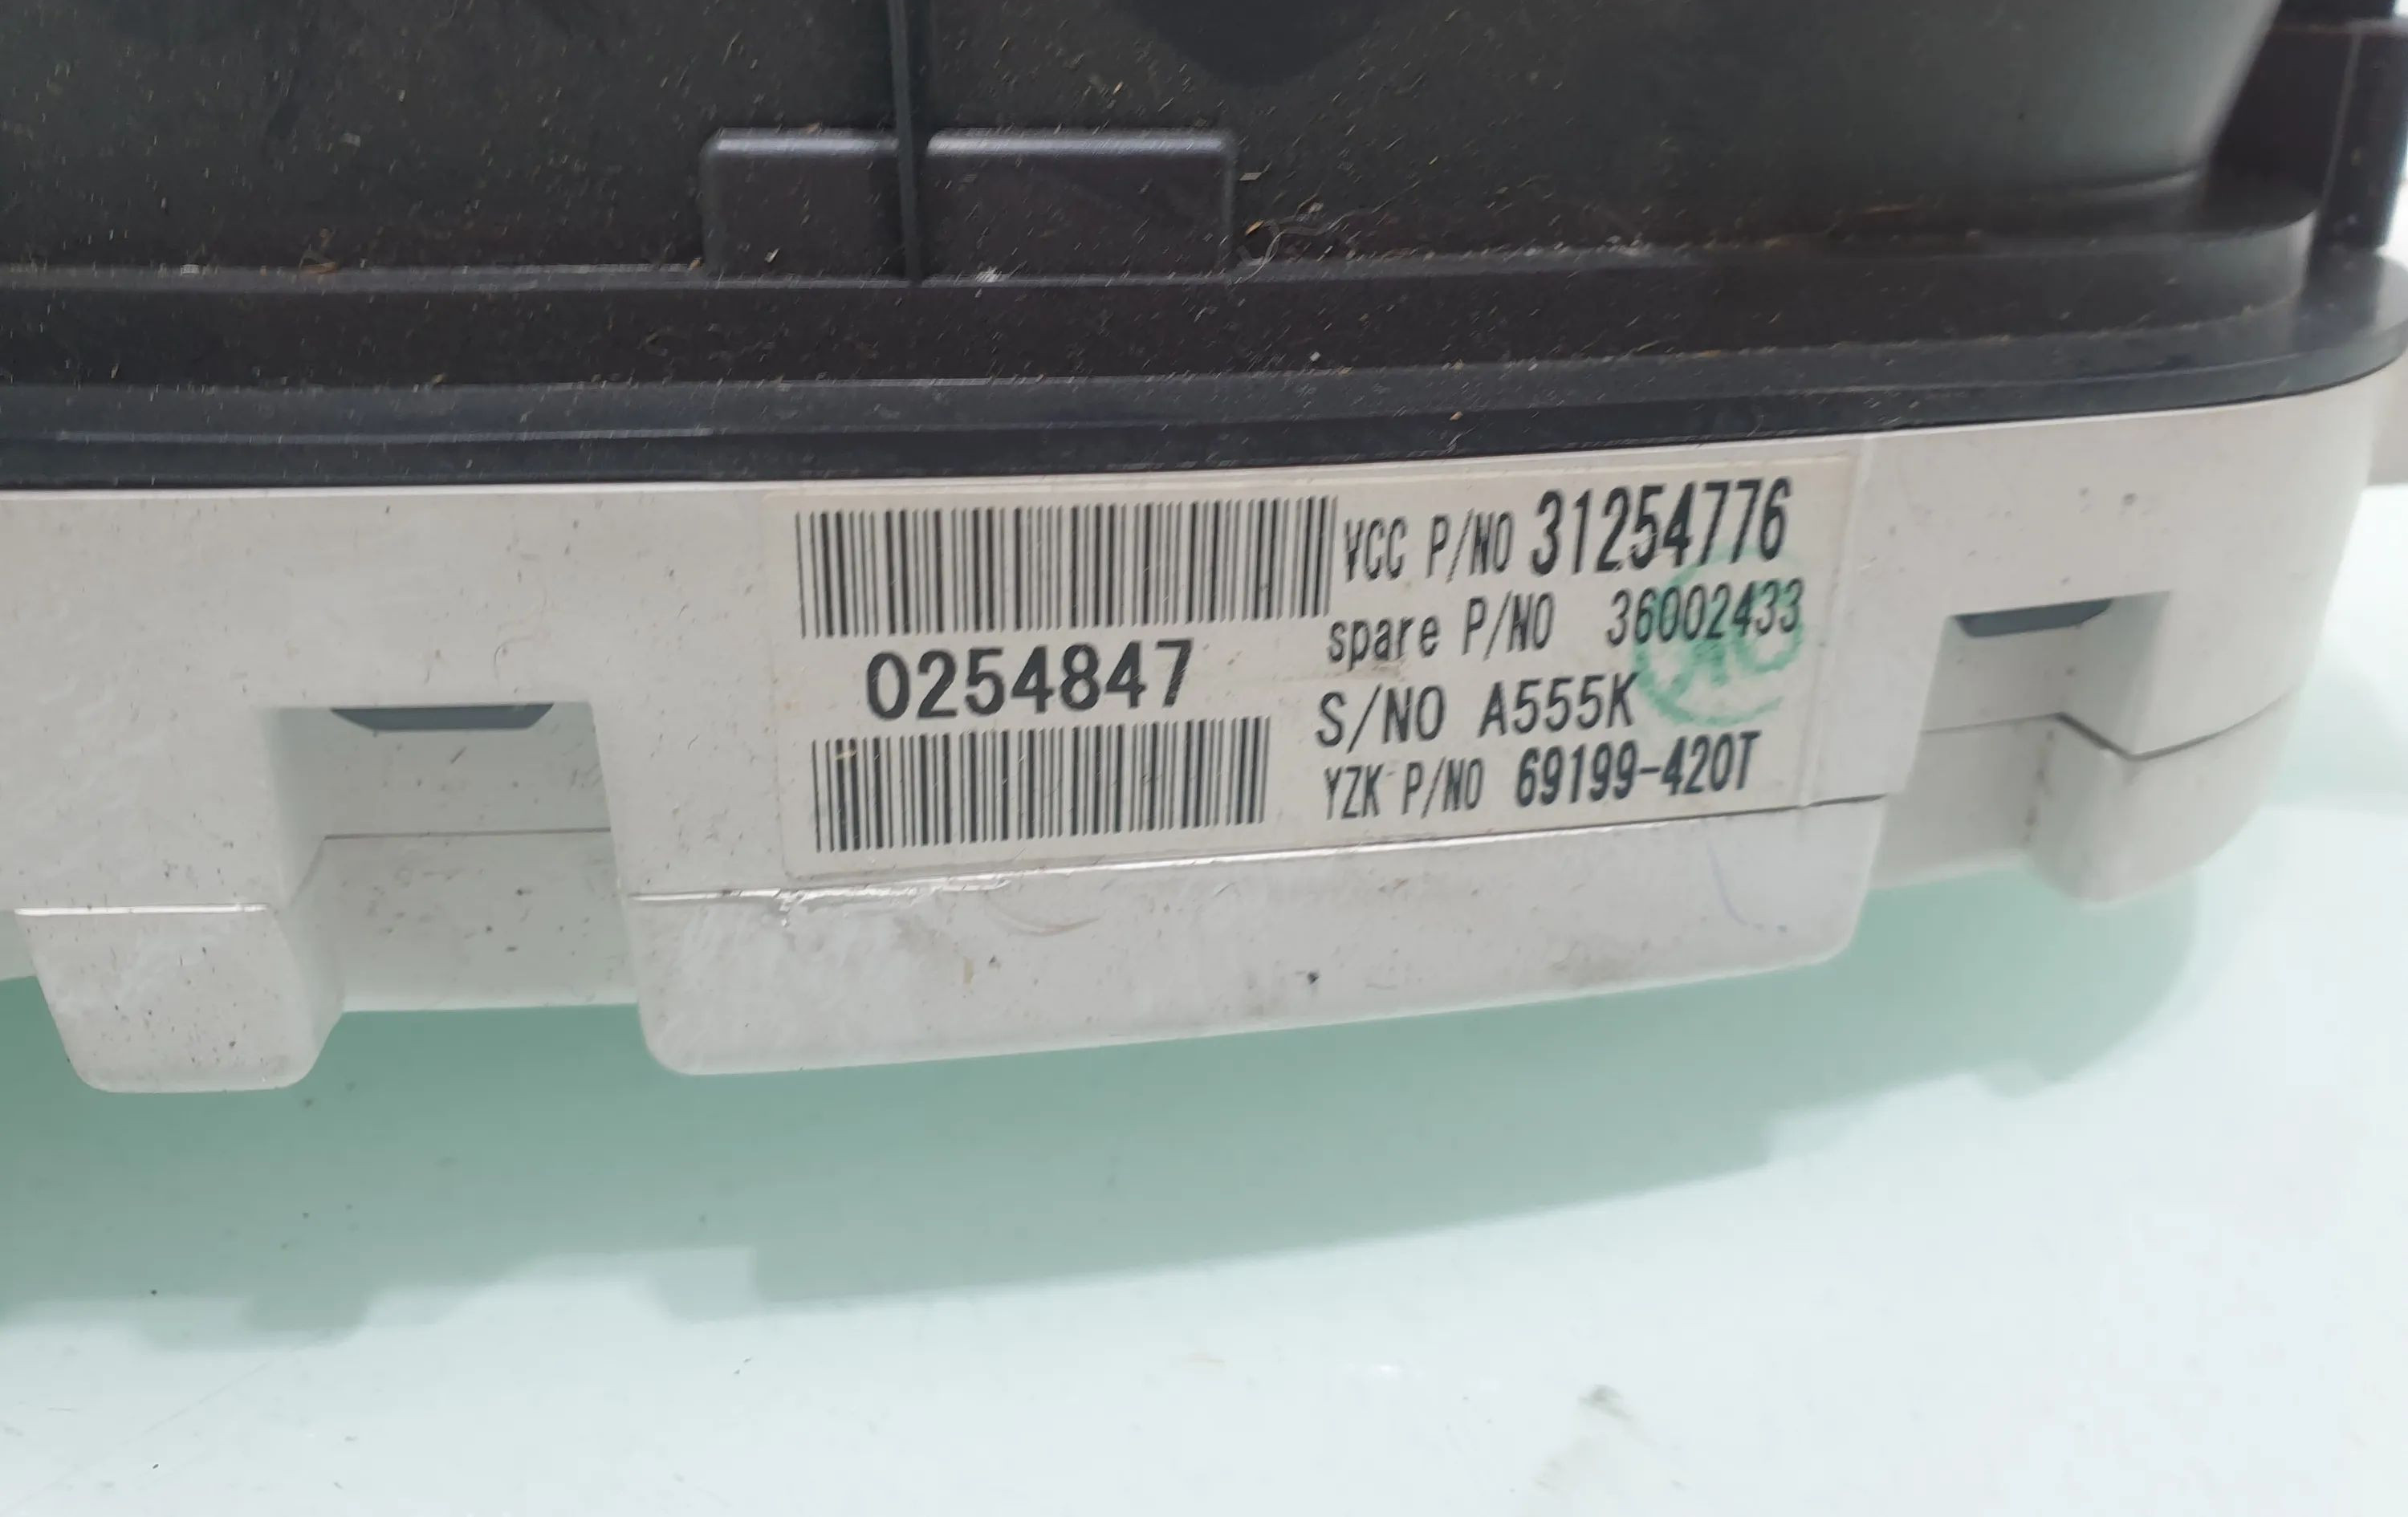 VCC P/NO 31254776
spare P/NO 36002433
0254847
S/NO A555K
YZK P/NO 69199-420T